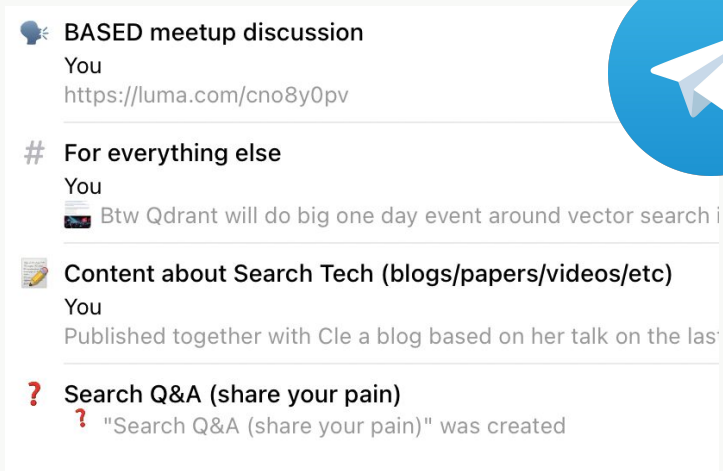 BASED meetup discussion
You
https://luma.com/cno8y0pv
For everything else
You
Btw Qdrant will do big one day event around vector search i
Content about Search Tech (blogs/papers/videos/etc)
You
Published together with Cle a blog based on her talk on the las
Search Q&A (share your pain)
"Search Q&A (share your pain)" was created